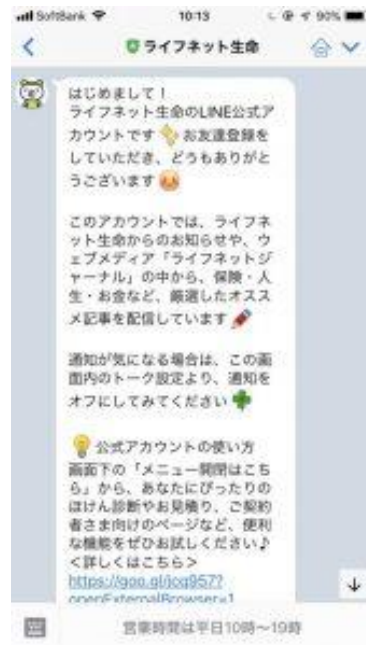 SoftBank 10:13 90%
ライフネット生命
はじめまして!
ライフネット生命のLINE公式ア
カウントです お友達登録を
していただき、どうもありがと
うございます
このアカウントでは、ライフネ
ット生命からのお知らせや、ウ
ェブメディア「ライフネットジ
ャーナル」の中から、保険・人
生・お金など、厳選したオスス
メ記事を配信しています
通知が気になる場合は、この画
面内のトーク設定より、通知を
オフにしてみてください
公式アカウントの使い方
画面下の「メニュー開閉はこち
ら」から、あなたにぴったりの
ほけん診断やお見積り、ご契約
者さま向けのページなど、便利
な機能をぜひお試しください♪
<詳しくはこちら>
https://goo.gl/jcq957?
openExternalBrowser=1
営業時間は平日10時〜19時